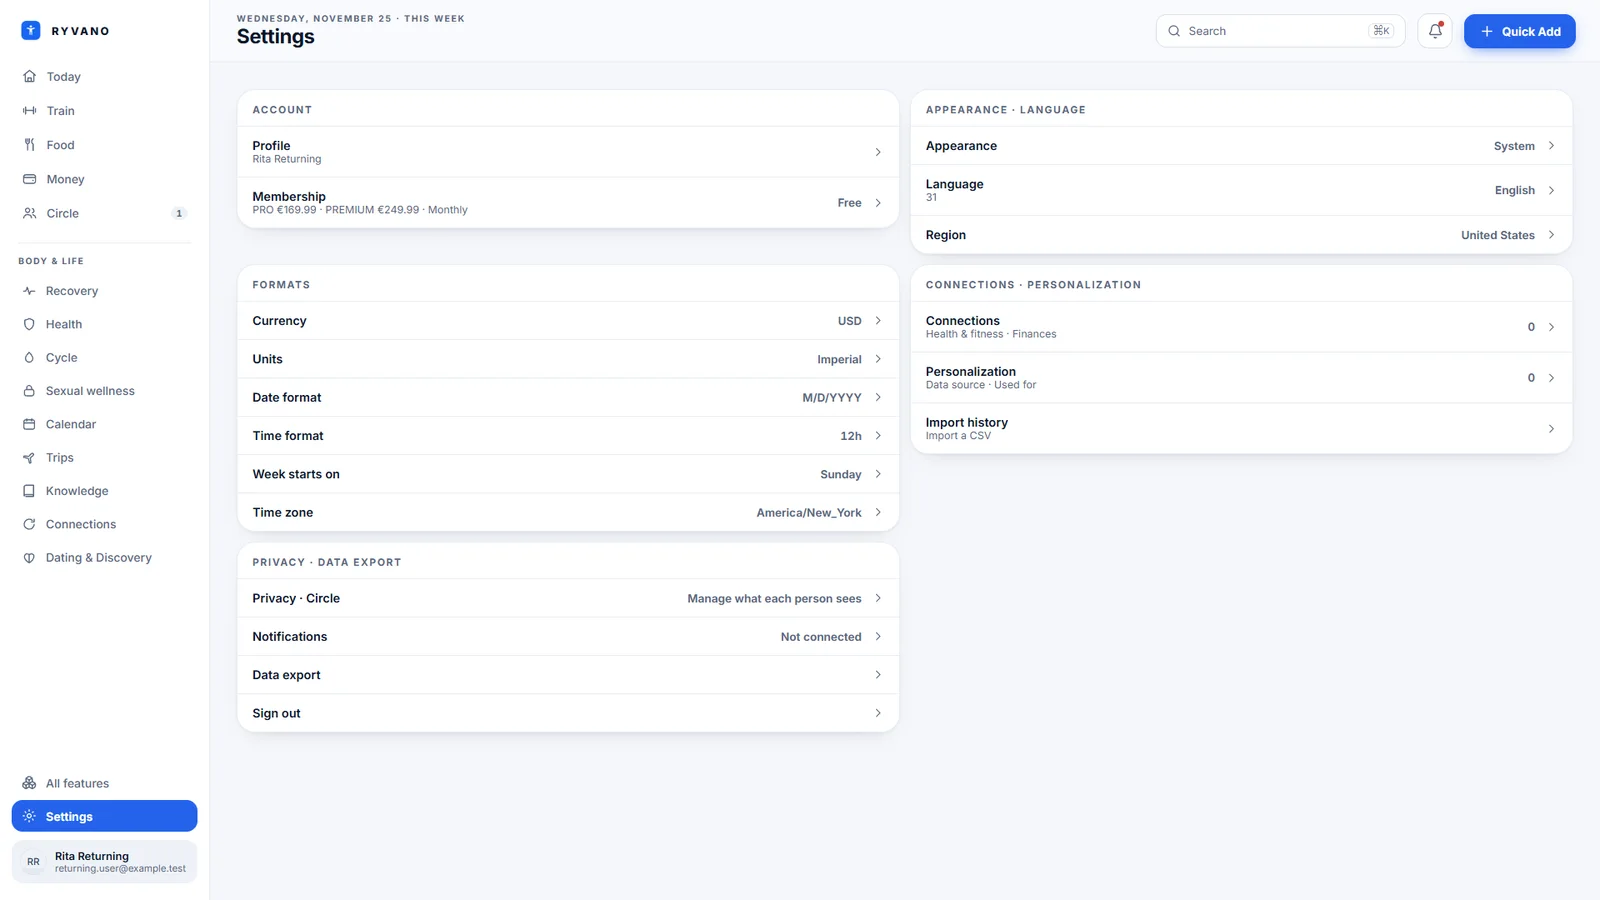 RYVANO
Today
Train
Food
Money
Circle 1
BODY & LIFE
Recovery
Health
Cycle
Sexual wellness
Calendar
Trips
Knowledge
Connections
Dating & Discovery
All features
Settings
RR
Rita Returning
returning.user@example.test
WEDNESDAY, NOVEMBER 25 · THIS WEEK
Settings
Search ⌘K
Quick Add
ACCOUNT
Profile
Rita Returning
Membership
PRO €169.99 · PREMIUM €249.99 · Monthly
Free
APPEARANCE · LANGUAGE
Appearance System
Language
31
English
Region United States
FORMATS
Currency USD
Units Imperial
Date format M/D/YYYY
Time format 12h
Week starts on Sunday
Time zone America/New_York
CONNECTIONS · PERSONALIZATION
Connections
Health & fitness · Finances
0
Personalization
Data source · Used for
0
Import history
Import a CSV
PRIVACY · DATA EXPORT
Privacy · Circle Manage what each person sees
Notifications Not connected
Data export
Sign out